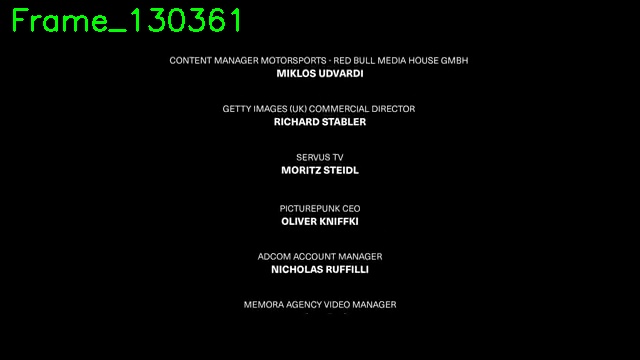 Frame_130361
CONTENT MANAGER MOTORSPORTS - RED BULL MEDIA HOUSE GMBH
MIKLOS UDVARDI
GETTY IMAGES (UK) COMMERCIAL DIRECTOR
RICHARD STABLER
SERVUS TV
MORITZ STEIDL
PICTUREPUNK CEO
OLIVER KNIFFKI
ADCOM ACCOUNT MANAGER
NICHOLAS RUFFILLI
MEMORA AGENCY VIDEO MANAGER